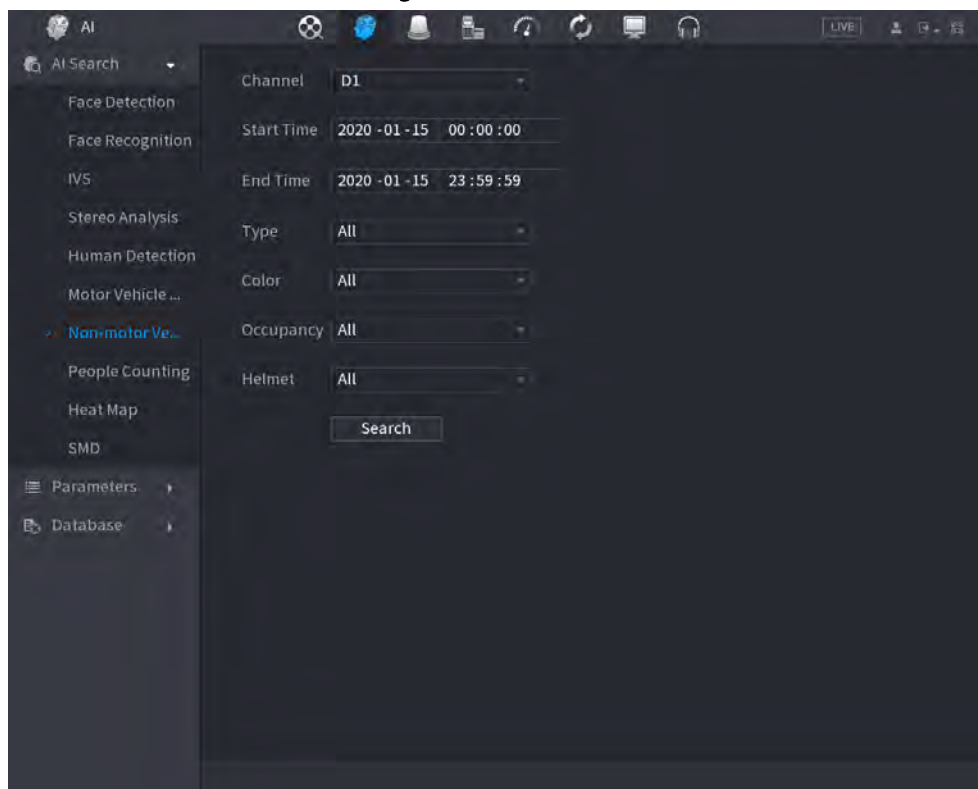 AI
LIVE
AI Search
Face Detection
Face Recognition
IVS
Stereo Analysis
Human Detection
Motor Vehicle ...
Non-motor Ve...
People Counting
Heat Map
SMD
Parameters
Database
Channel D1
Start Time 2020 -01 -15 00 :00 :00
End Time 2020 -01 -15 23 :59 :59
Type All
Color All
Occupancy All
Helmet All
Search